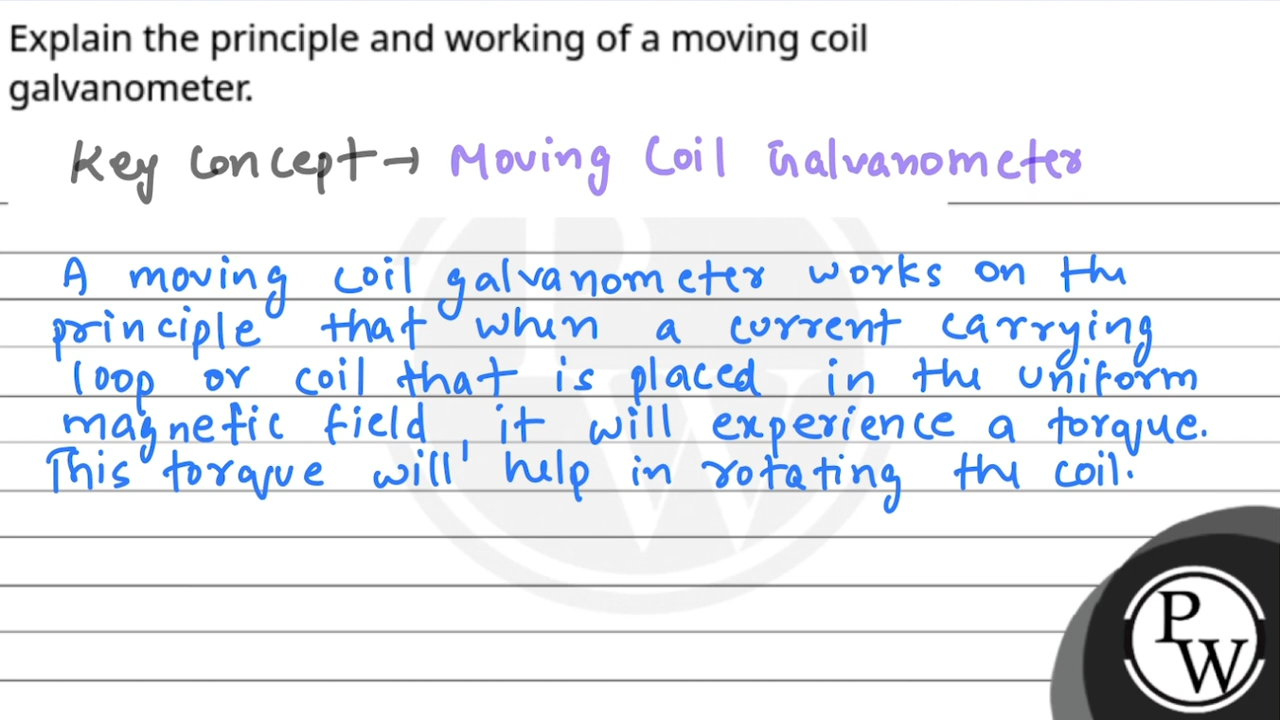 Explain the principle and working of a moving coil
galvanometer.
Key concept → Moving Coil Galvanometer
A moving coil galvanometer works on the
principle that when a current carrying
loop or coil that is placed in the uniform
magnetic field, it will experience a torque.
This torque will help in rotating the coil.
P
W